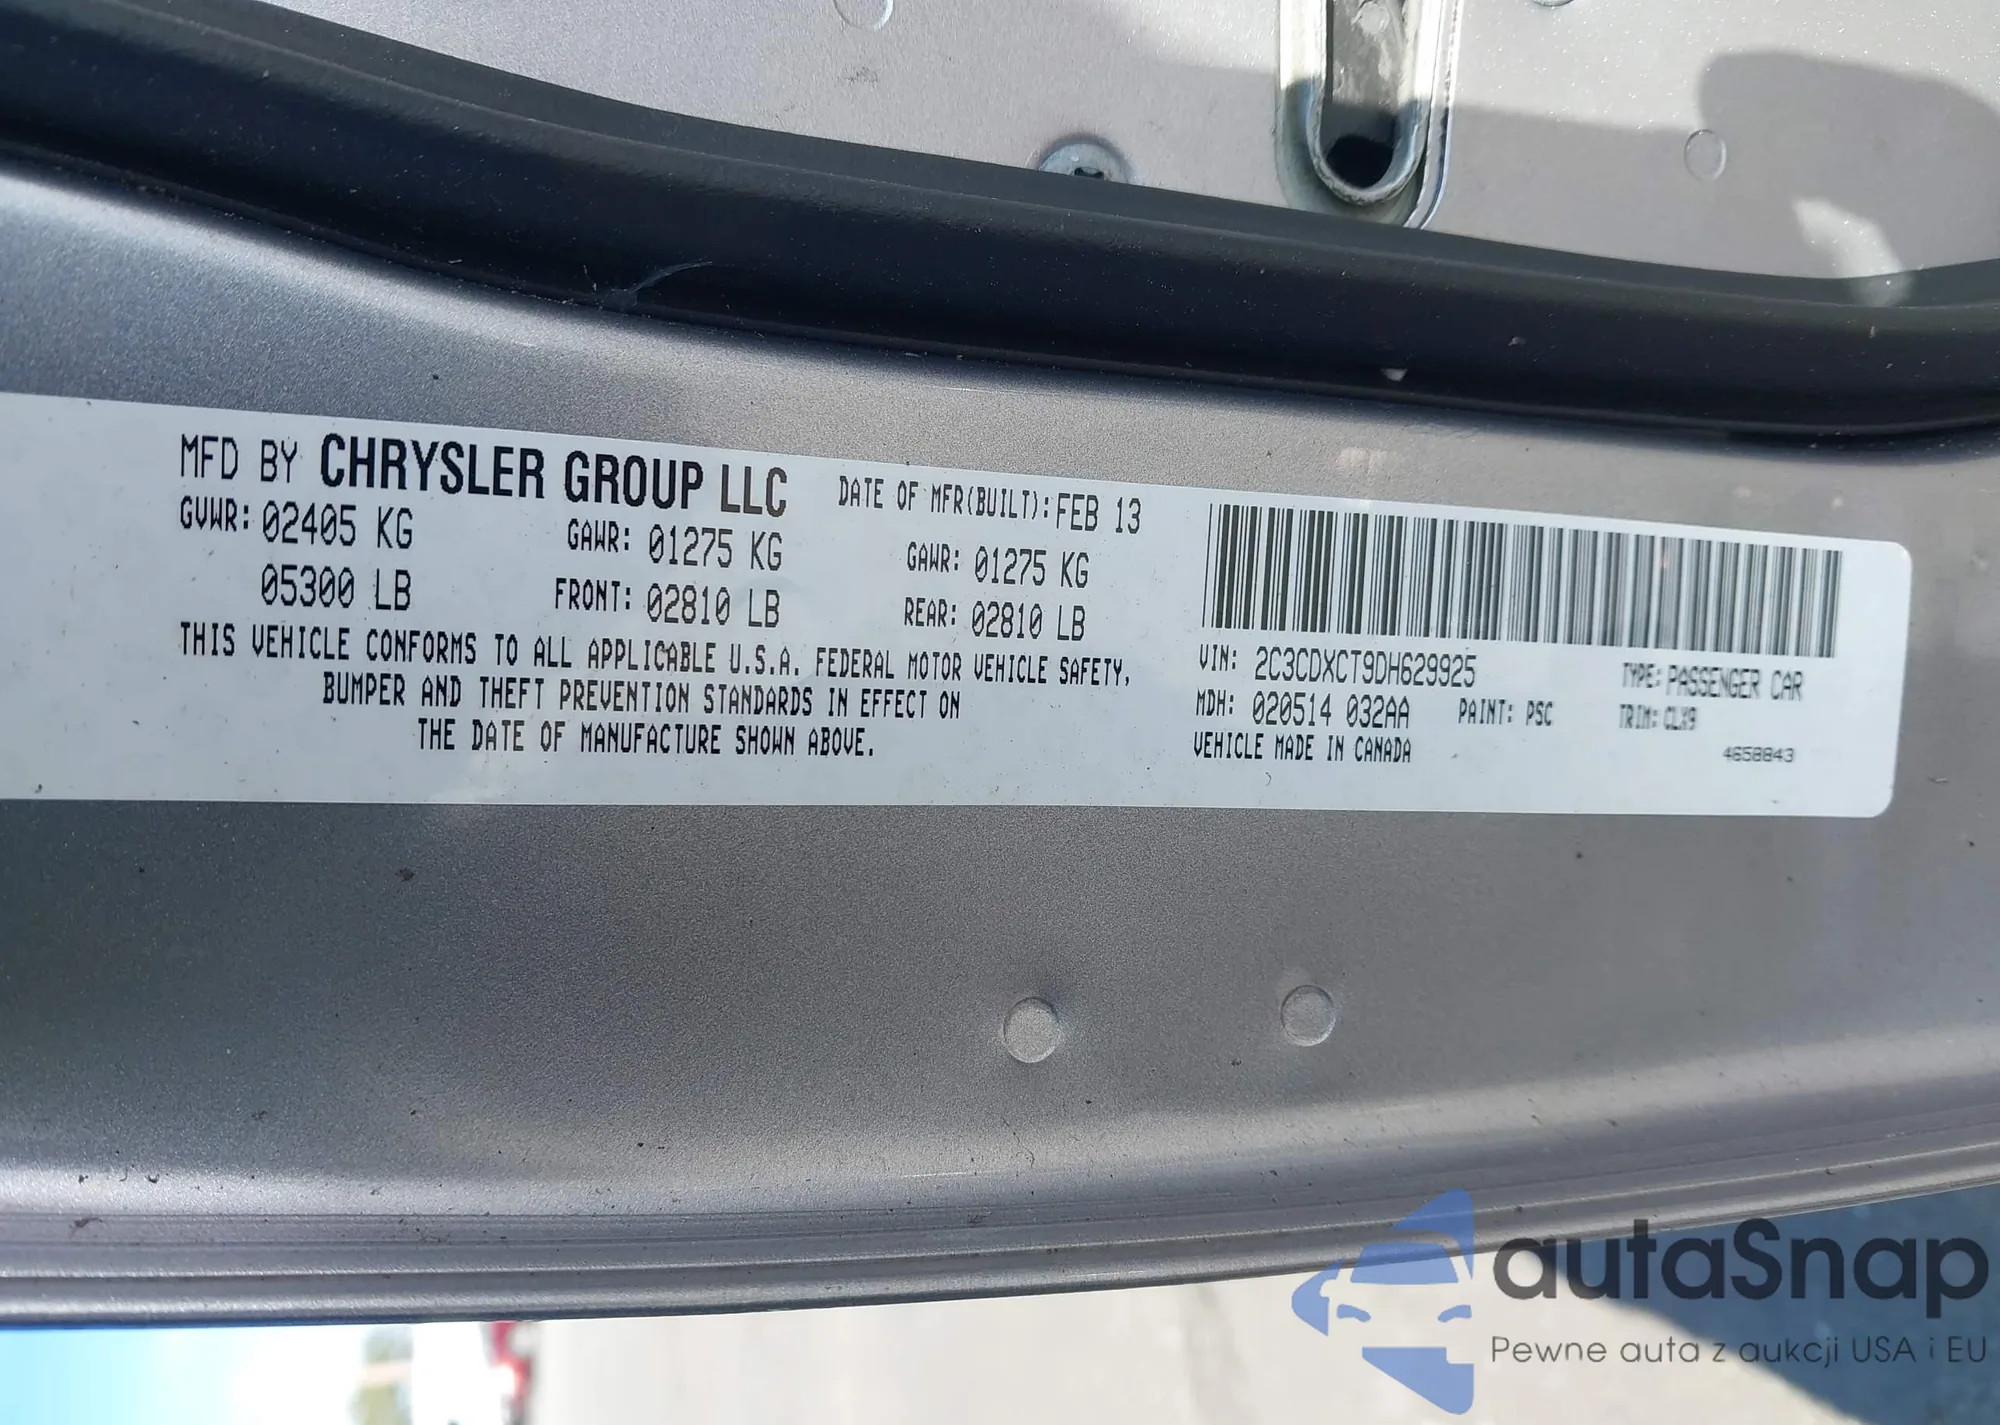 MFD BY CHRYSLER GROUP LLC DATE OF MFR(BUILT): FEB 13
GVWR: 02405 KG GAWR: 01275 KG GAWR: 01275 KG
05300 LB FRONT: 02810 LB REAR: 02810 LB
THIS VEHICLE CONFORMS TO ALL APPLICABLE U.S.A. FEDERAL MOTOR VEHICLE SAFETY,
BUMPER AND THEFT PREVENTION STANDARDS IN EFFECT ON
THE DATE OF MANUFACTURE SHOWN ABOVE.
VIN: 2C3CDXCT9DH629925 TYPE: PASSENGER CAR
MDH: 020514 032AA PAINT: PSC TRIM: CLX9
VEHICLE MADE IN CANADA 4658843
autaSnap
Pewne auta z aukcji USA i EU